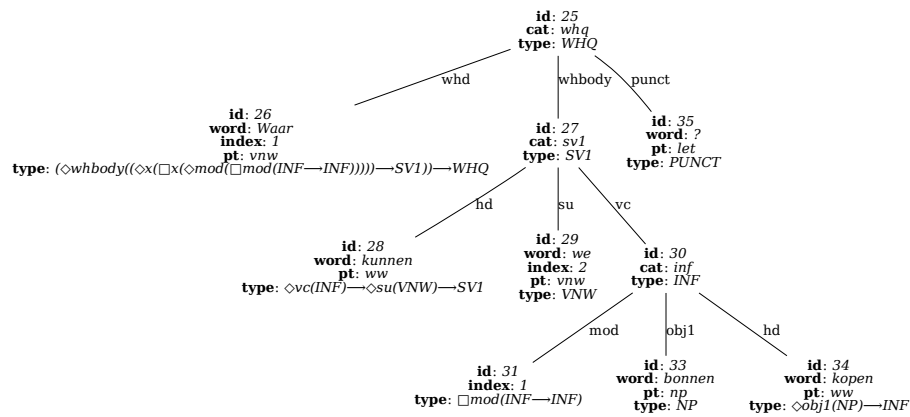 id: 25
cat: whq
type: WHQ
whd
whbody
punct
id: 26
word: Waar
index: 1
pt: vnw
type: (◇whbody((◇x(□x(◇mod(□mod(INF⟶INF)))))⟶SV1))⟶WHQ
id: 27
cat: sv1
type: SV1
id: 35
word: ?
pt: let
type: PUNCT
hd
su
vc
id: 28
word: kunnen
pt: ww
type: ◇vc(INF)⟶◇su(VNW)⟶SV1
id: 29
word: we
index: 2
pt: vnw
type: VNW
id: 30
cat: inf
type: INF
mod
obj1
hd
id: 31
index: 1
type: □mod(INF⟶INF)
id: 33
word: bonnen
pt: np
type: NP
id: 34
word: kopen
pt: ww
type: ◇obj1(NP)⟶INF